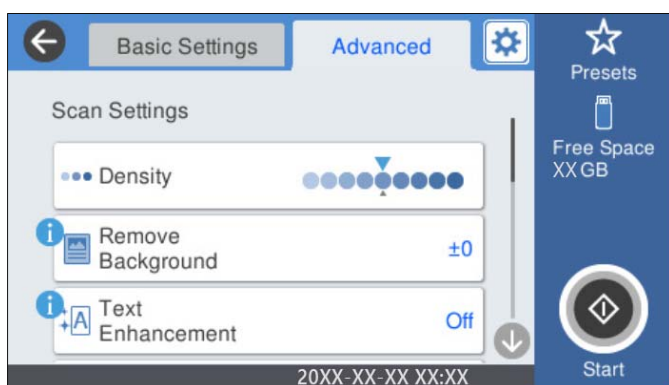 Basic Settings
Advanced
Presets
Scan Settings
Free Space
XX GB
Density
i
Remove
Background
±0
i
A
Text
Enhancement
Off
Start
20XX-XX-XX XX:XX